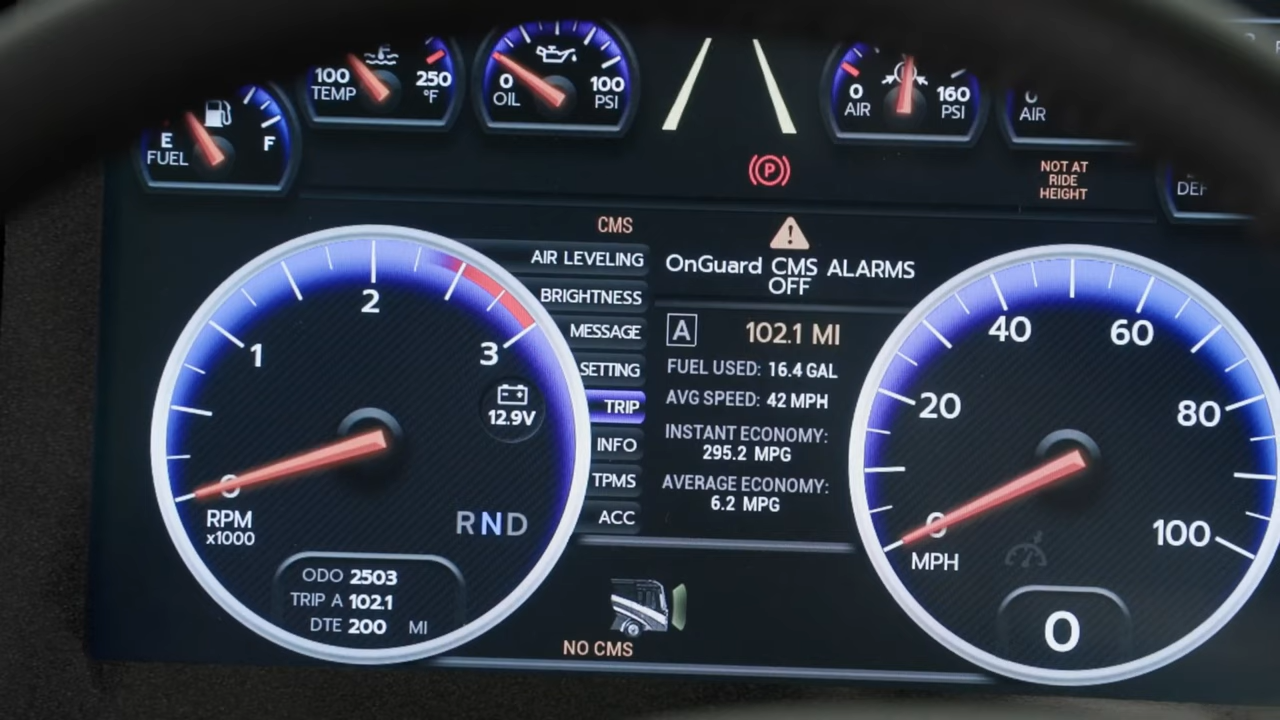 E
FUEL
F
100
TEMP
250
°F
0
OIL
100
PSI
0
AIR
160
PSI
0
AIR
P
NOT AT
RIDE
HEIGHT
1
2
3
0
RPM
x1000
12.9V
RND
ODO 2503
TRIP A 102.1
DTE 200 MI
CMS
AIR LEVELING
BRIGHTNESS
MESSAGE
SETTING
TRIP
INFO
TPMS
ACC
OnGuard CMS ALARMS
OFF
A 102.1 MI
FUEL USED: 16.4 GAL
AVG SPEED: 42 MPH
INSTANT ECONOMY:
295.2 MPG
AVERAGE ECONOMY:
6.2 MPG
NO CMS
0
20
40
60
80
100
MPH
0